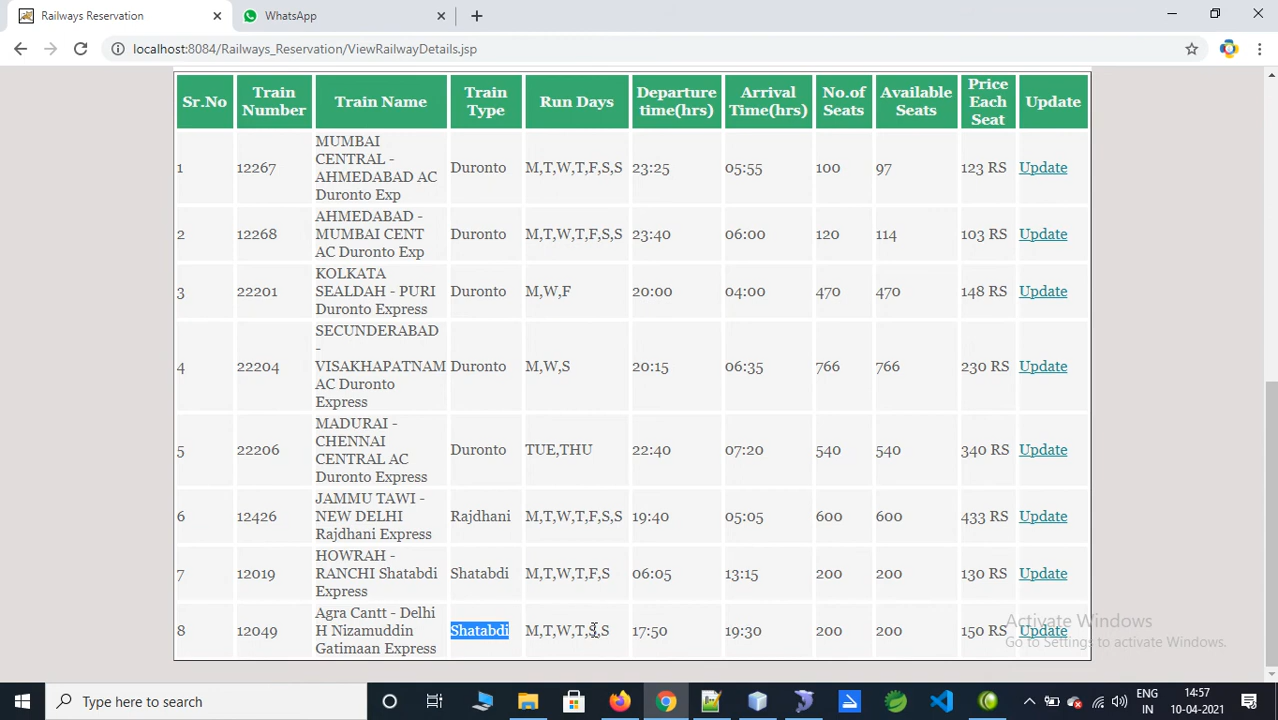 Railways Reservation
WhatsApp
localhost:8084/Railways_Reservation/ViewRailwayDetails.jsp
Sr.No
Train
Number
Train Name
Train
Type
Run Days
Departure
time(hrs)
Arrival
Time(hrs)
No.of
Seats
Available
Seats
Price
Each
Seat
Update
1
12267
MUMBAI
CENTRAL -
AHMEDABAD AC
Duronto Exp
Duronto
M,T,W,T,F,S,S
23:25
05:55
100
97
123 RS
Update
2
12268
AHMEDABAD -
MUMBAI CENT
AC Duronto Exp
Duronto
M,T,W,T,F,S,S
23:40
06:00
120
114
103 RS
Update
3
22201
KOLKATA
SEALDAH - PURI
Duronto Express
Duronto
M,W,F
20:00
04:00
470
470
148 RS
Update
4
22204
SECUNDERABAD
-
VISAKHAPATNAM
AC Duronto
Express
Duronto
M,W,S
20:15
06:35
766
766
230 RS
Update
5
22206
MADURAI -
CHENNAI
CENTRAL AC
Duronto Express
Duronto
TUE,THU
22:40
07:20
540
540
340 RS
Update
6
12426
JAMMU TAWI -
NEW DELHI
Rajdhani Express
Rajdhani
M,T,W,T,F,S,S
19:40
05:05
600
600
433 RS
Update
7
12019
HOWRAH -
RANCHI Shatabdi
Express
Shatabdi
M,T,W,T,F,S
06:05
13:15
200
200
130 RS
Update
8
12049
Agra Cantt - Delhi
H Nizamuddin
Gatimaan Express
Shatabdi
M,T,W,T,S,S
17:50
19:30
200
200
150 RS
Update
Activate Windows
Go to Settings to activate Windows.
Type here to search
ENG
IN
14:57
10-04-2021